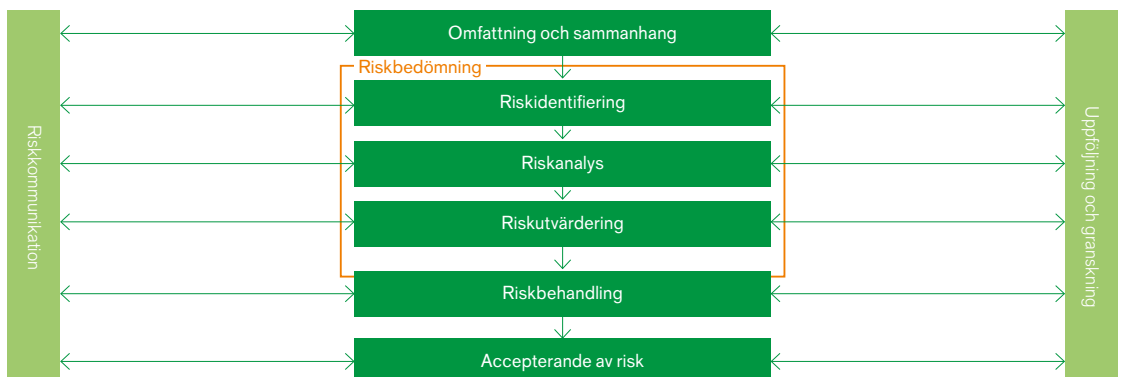 Omfattning och sammanhang
Riskbedömning
Riskidentifiering
Riskanalys
Riskutvärdering
Riskbehandling
Accepterande av risk
Riskkommunikation
Uppföljning och granskning